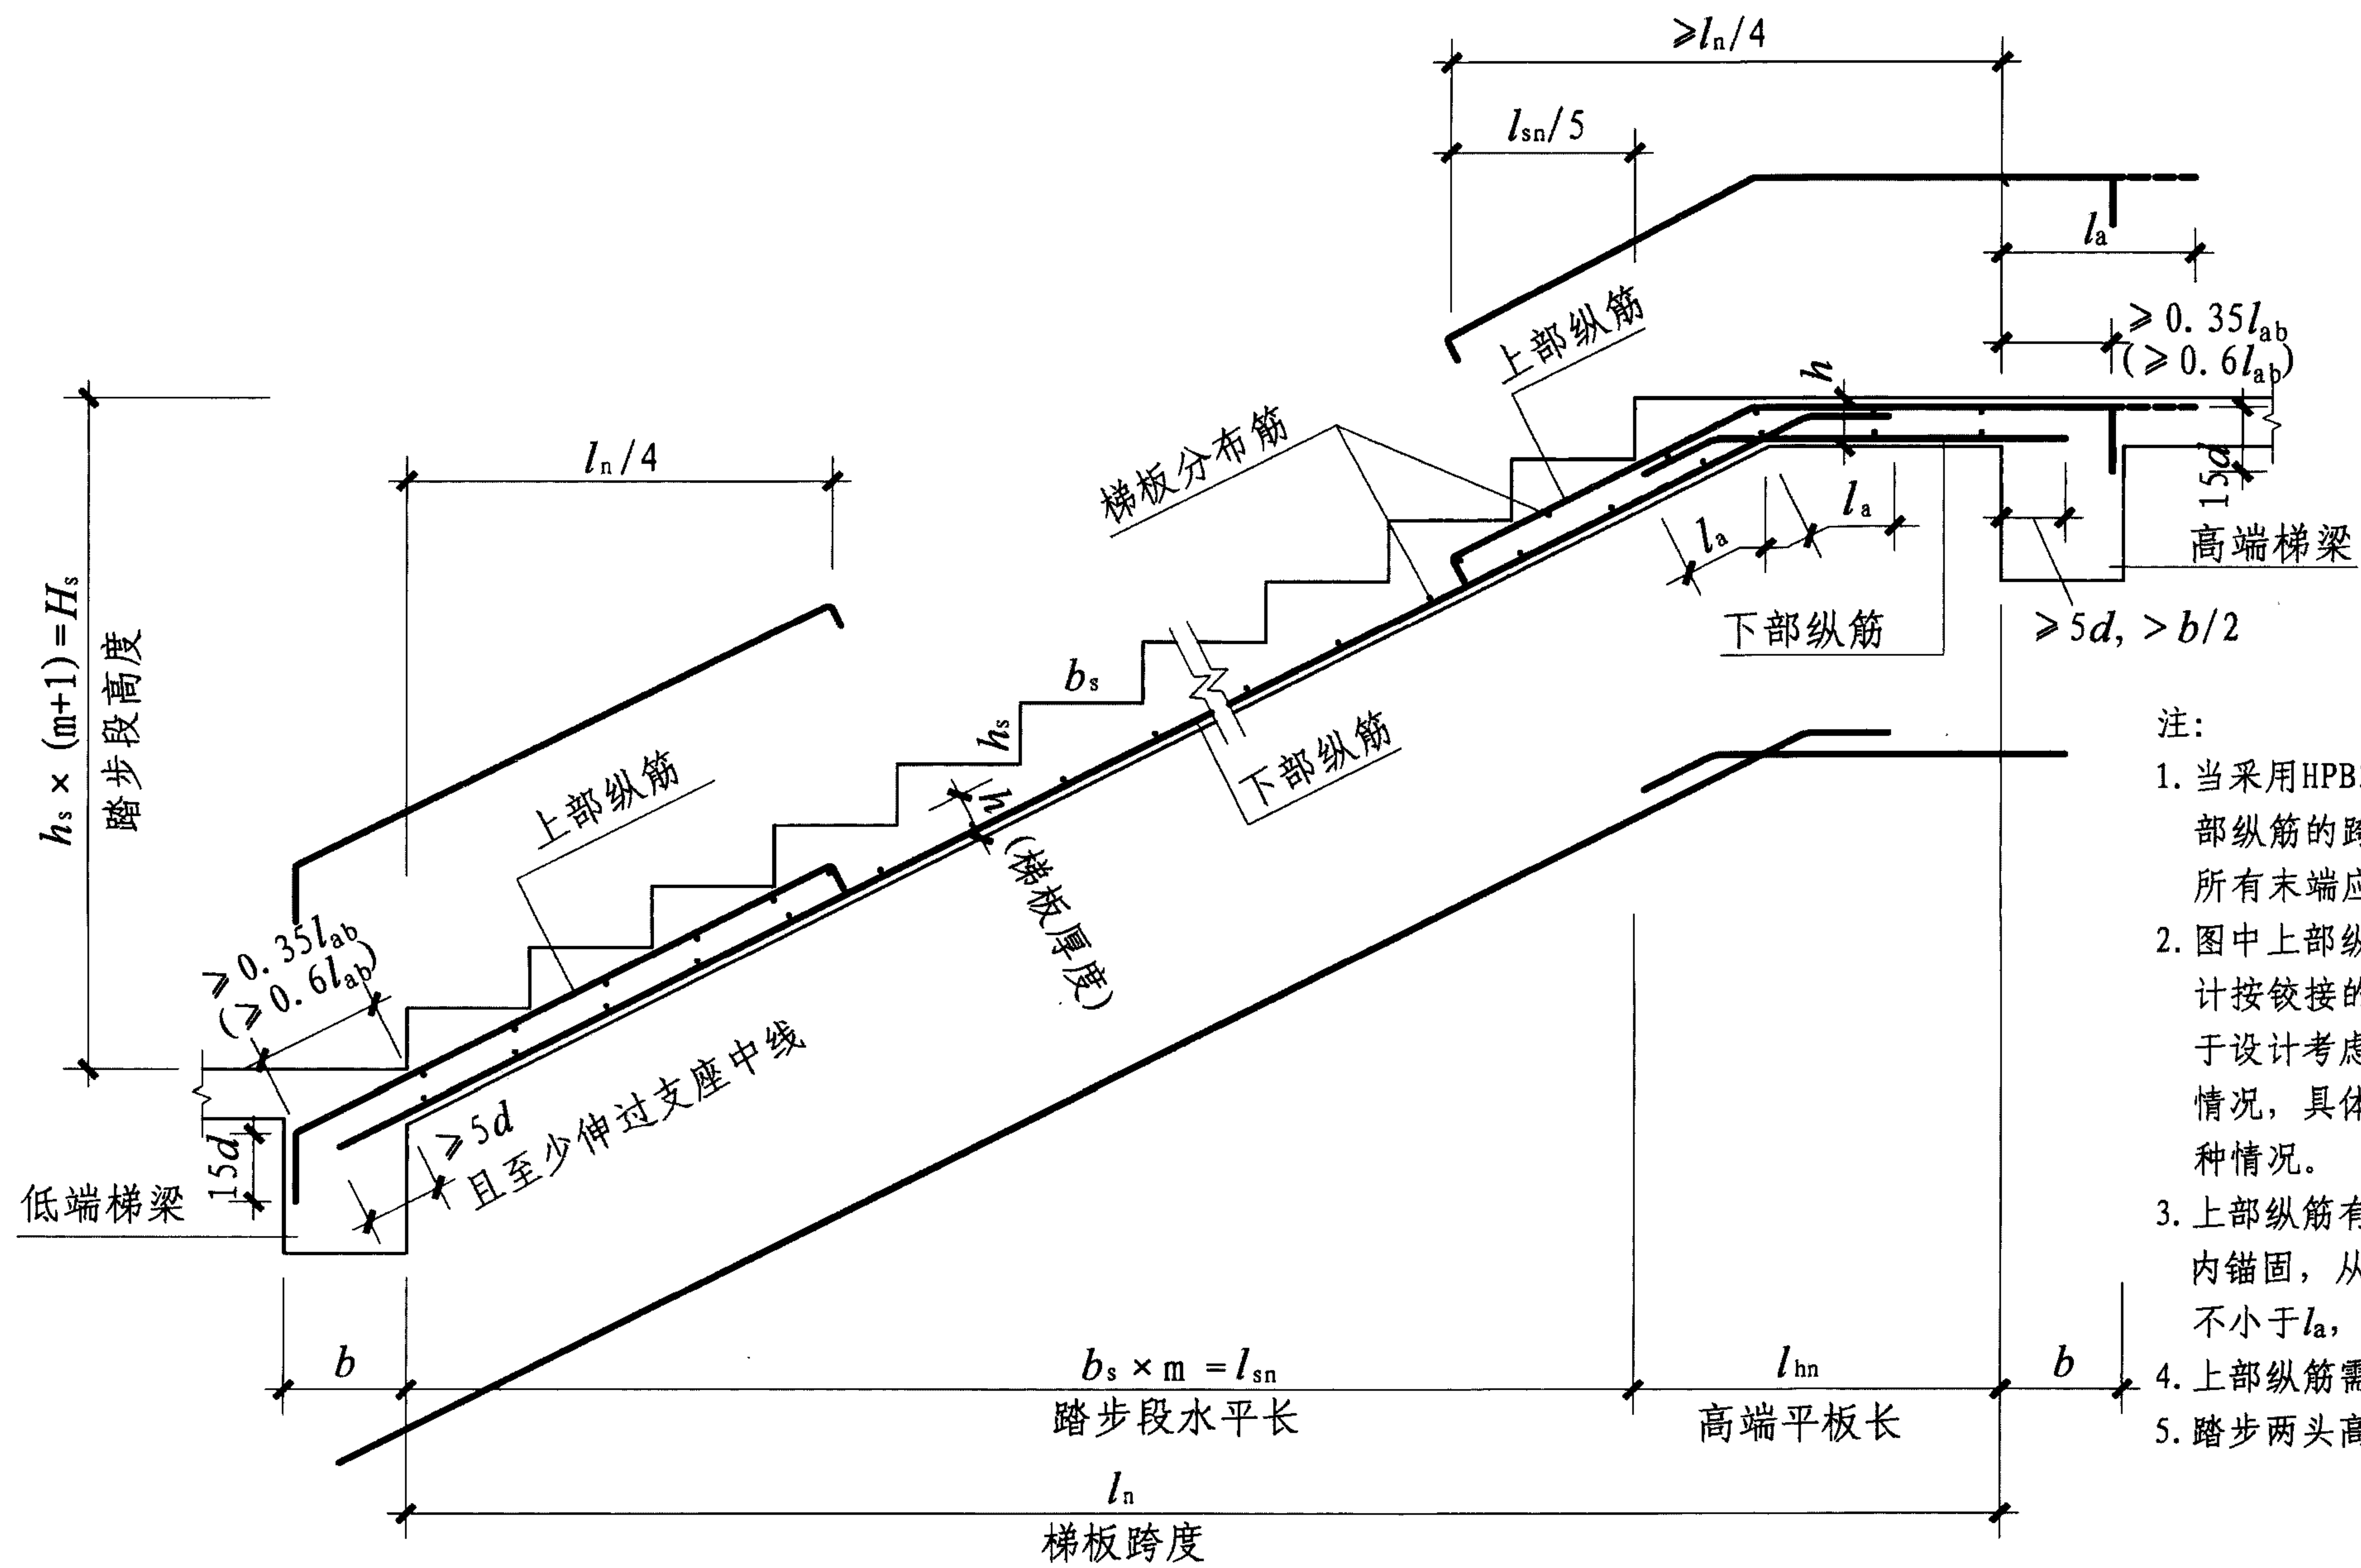 ≥ln/4
lsn/5
la
≥0.35lab
(≥0.6lab)
上部纵筋
h
15d
梯板分布筋
ln/4
la
la
高端梯梁
hs×(m+1)=Hs
踏步段高度
下部纵筋
≥5d, >b/2
bs
hs
下部纵筋
上部纵筋
h
(梯板厚度)
≥0.35lab
(≥0.6lab)
≥5d
且至少伸过支座中线
15d
低端梯梁
注:
1. 当采用HPB
部纵筋的跨
所有末端应
2. 图中上部纵
计按铰接的
于设计考虑
情况, 具体
种情况。
3. 上部纵筋有
内锚固, 从
不小于la,
4. 上部纵筋需
5. 踏步两头高
b
bs×m=lsn
lhn
b
踏步段水平长
高端平板长
ln
梯板跨度